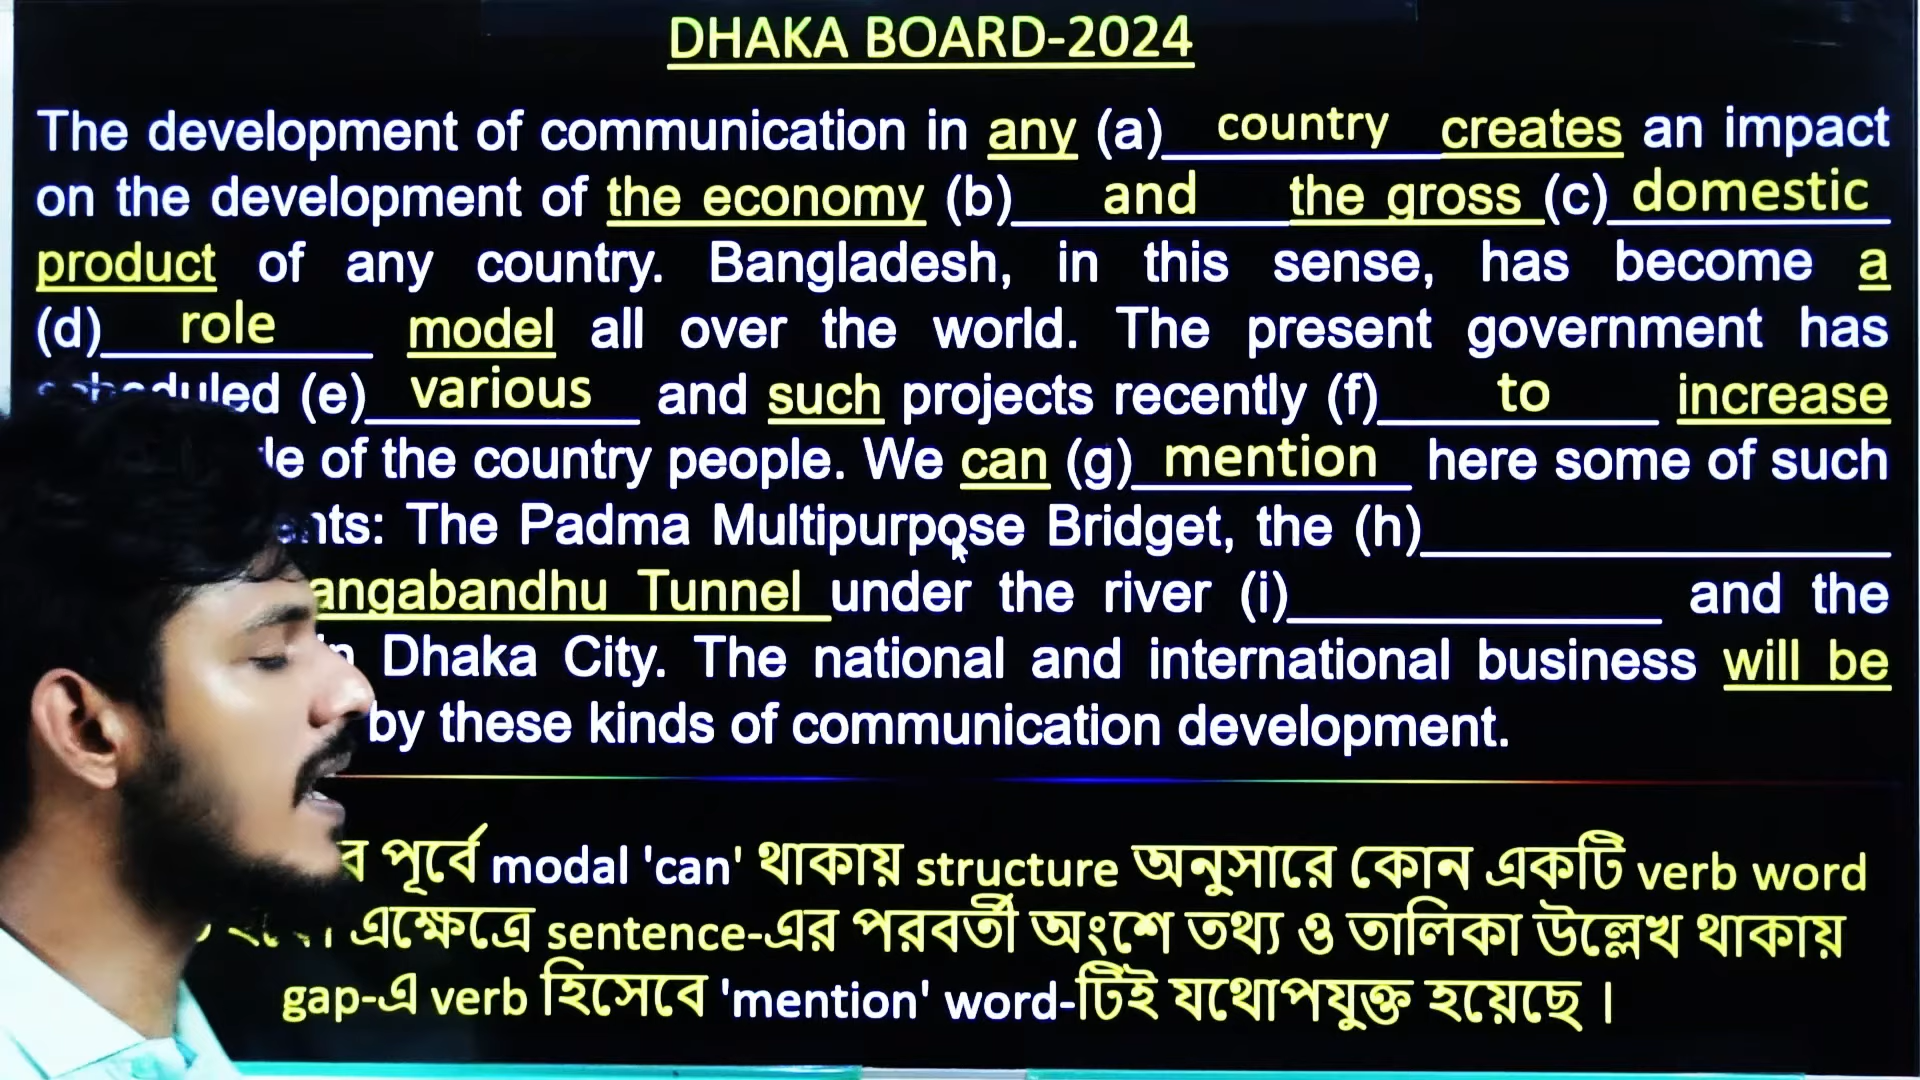 DHAKA BOARD-2024
The development of communication in any (a) country creates an impact
on the development of the economy (b) and the gross (c) domestic
product of any country. Bangladesh, in this sense, has become a
(d) role model all over the world. The present government has
scheduled (e) various and such projects recently (f) to increase
of the country people. We can (g) mention here some of such
The Padma Multipurpose Bridget, the (h)
angabandhu Tunnel under the river (i) and the
Dhaka City. The national and international business will be
by these kinds of communication development.
পূর্বে modal 'can' থাকায় structure অনুসারে কোন একটি verb word
এক্ষেত্রে sentence-এর পরবর্তী অংশে তথ্য ও তালিকা উল্লেখ থাকায়
gap-এ verb হিসেবে 'mention' word-টিই যথোপযুক্ত হয়েছে ।